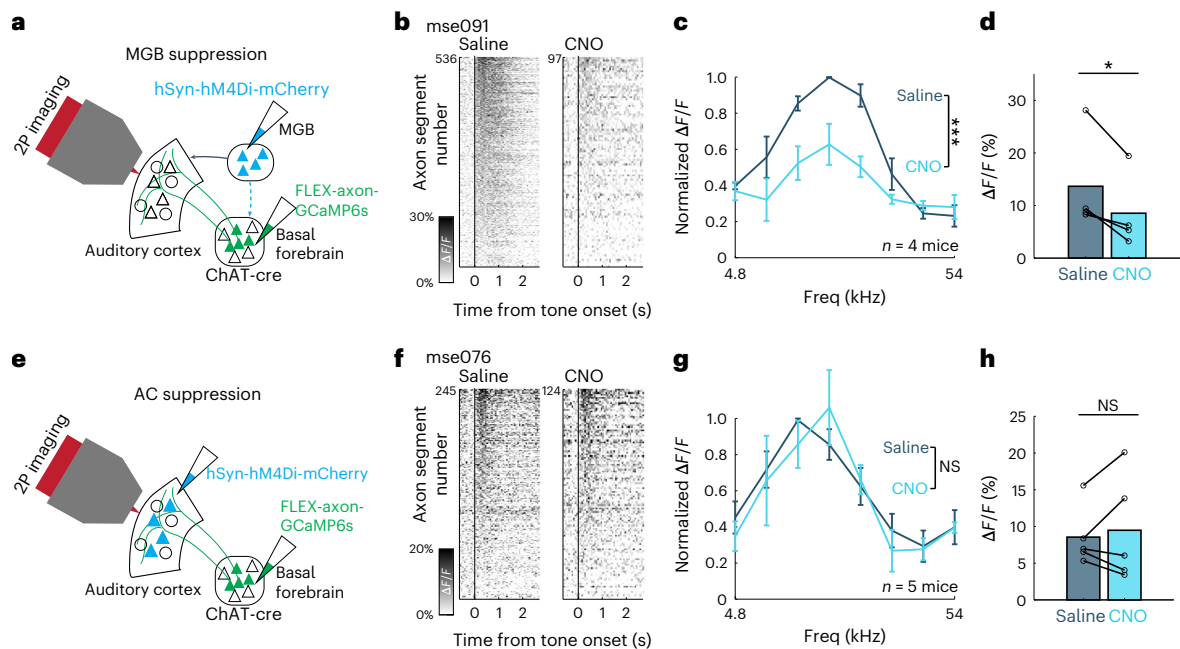 a
MGB suppression
hSyn-hM4Di-mCherry
2P imaging
MGB
FLEX-axon-
GCaMP6s
Auditory cortex
Basal
forebrain
ChAT-cre
b
mse091
Saline
CNO
536
97
Axon segment
number
30%
ΔF/F
0%
0 1 2
0 1 2
Time from tone onset (s)
c
Normalized ΔF/F
1.0
0.8
0.6
0.4
0.2
0
Saline
***
CNO
n = 4 mice
4.8
54
Freq (kHz)
d
*
ΔF/F (%)
30
20
10
0
Saline CNO
e
AC suppression
2P imaging
hSyn-hM4Di-mCherry
FLEX-axon-
GCaMP6s
Auditory cortex
Basal
forebrain
ChAT-cre
f
mse076
Saline
CNO
245
124
Axon segment
number
20%
ΔF/F
0%
0 1 2
0 1 2
Time from tone onset (s)
g
Normalized ΔF/F
1.0
0.8
0.6
0.4
0.2
0
Saline
NS
CNO
n = 5 mice
4.8
54
Freq (kHz)
h
NS
ΔF/F (%)
25
20
15
10
5
0
Saline CNO